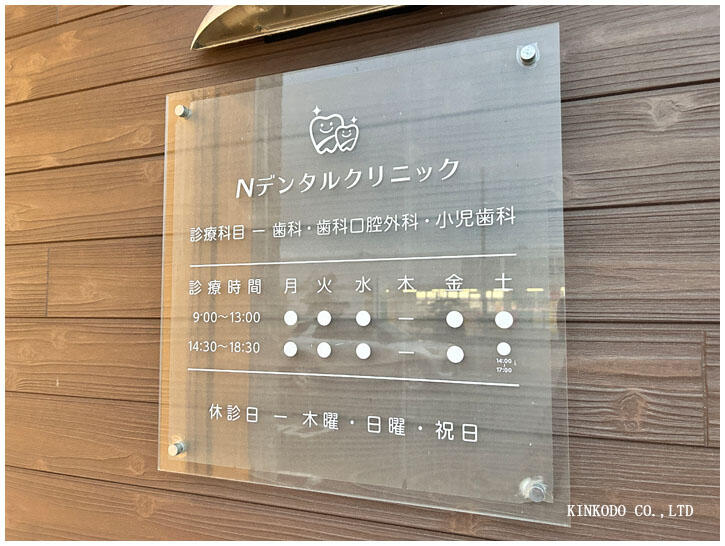 Nデンタルクリニック
診療科目 ― 歯科・歯科口腔外科・小児歯科
診療時間 月 火 水 木 金 土
9:00〜13:00 ● ● ● ― ● ●
14:30〜18:30 ● ● ● ― ● ●
14:00
〜
17:00
休診日 ― 木曜・日曜・祝日
KINKODO CO.,LTD